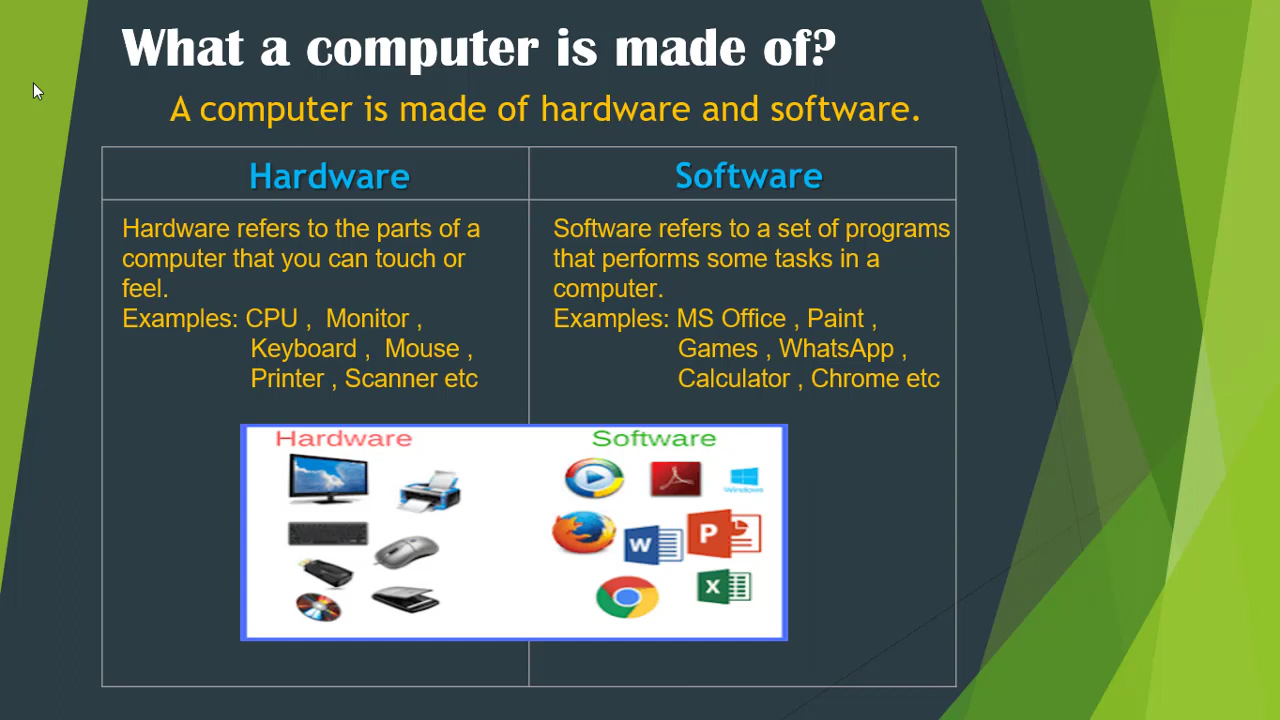 What a computer is made of?
A computer is made of hardware and software.
Hardware
Hardware refers to the parts of a
computer that you can touch or
feel.
Examples: CPU , Monitor ,
Keyboard , Mouse ,
Printer , Scanner etc
Software
Software refers to a set of programs
that performs some tasks in a
computer.
Examples: MS Office , Paint ,
Games , WhatsApp ,
Calculator , Chrome etc
Hardware
Software
Windows
W
P
X